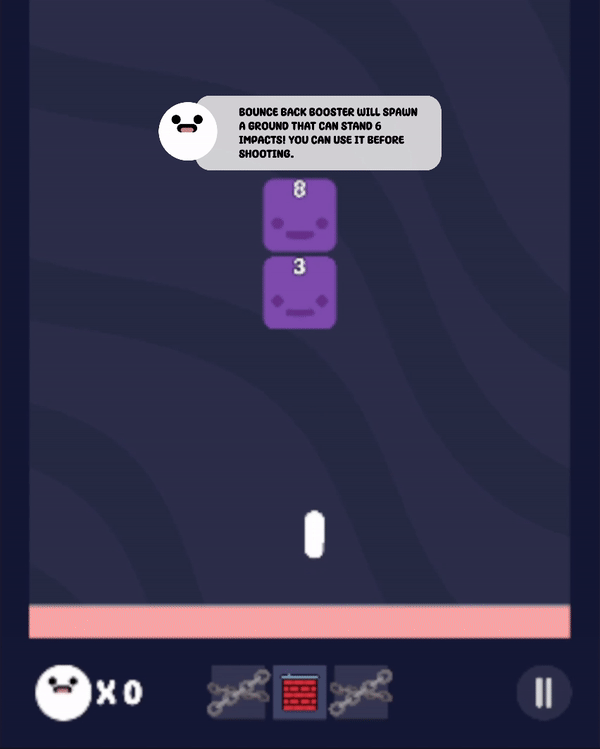 BOUNCE BACK BOOSTER WILL SPAWN
A GROUND THAT CAN STAND 6
IMPACTS! YOU CAN USE IT BEFORE
SHOOTING.
8
3
X 0